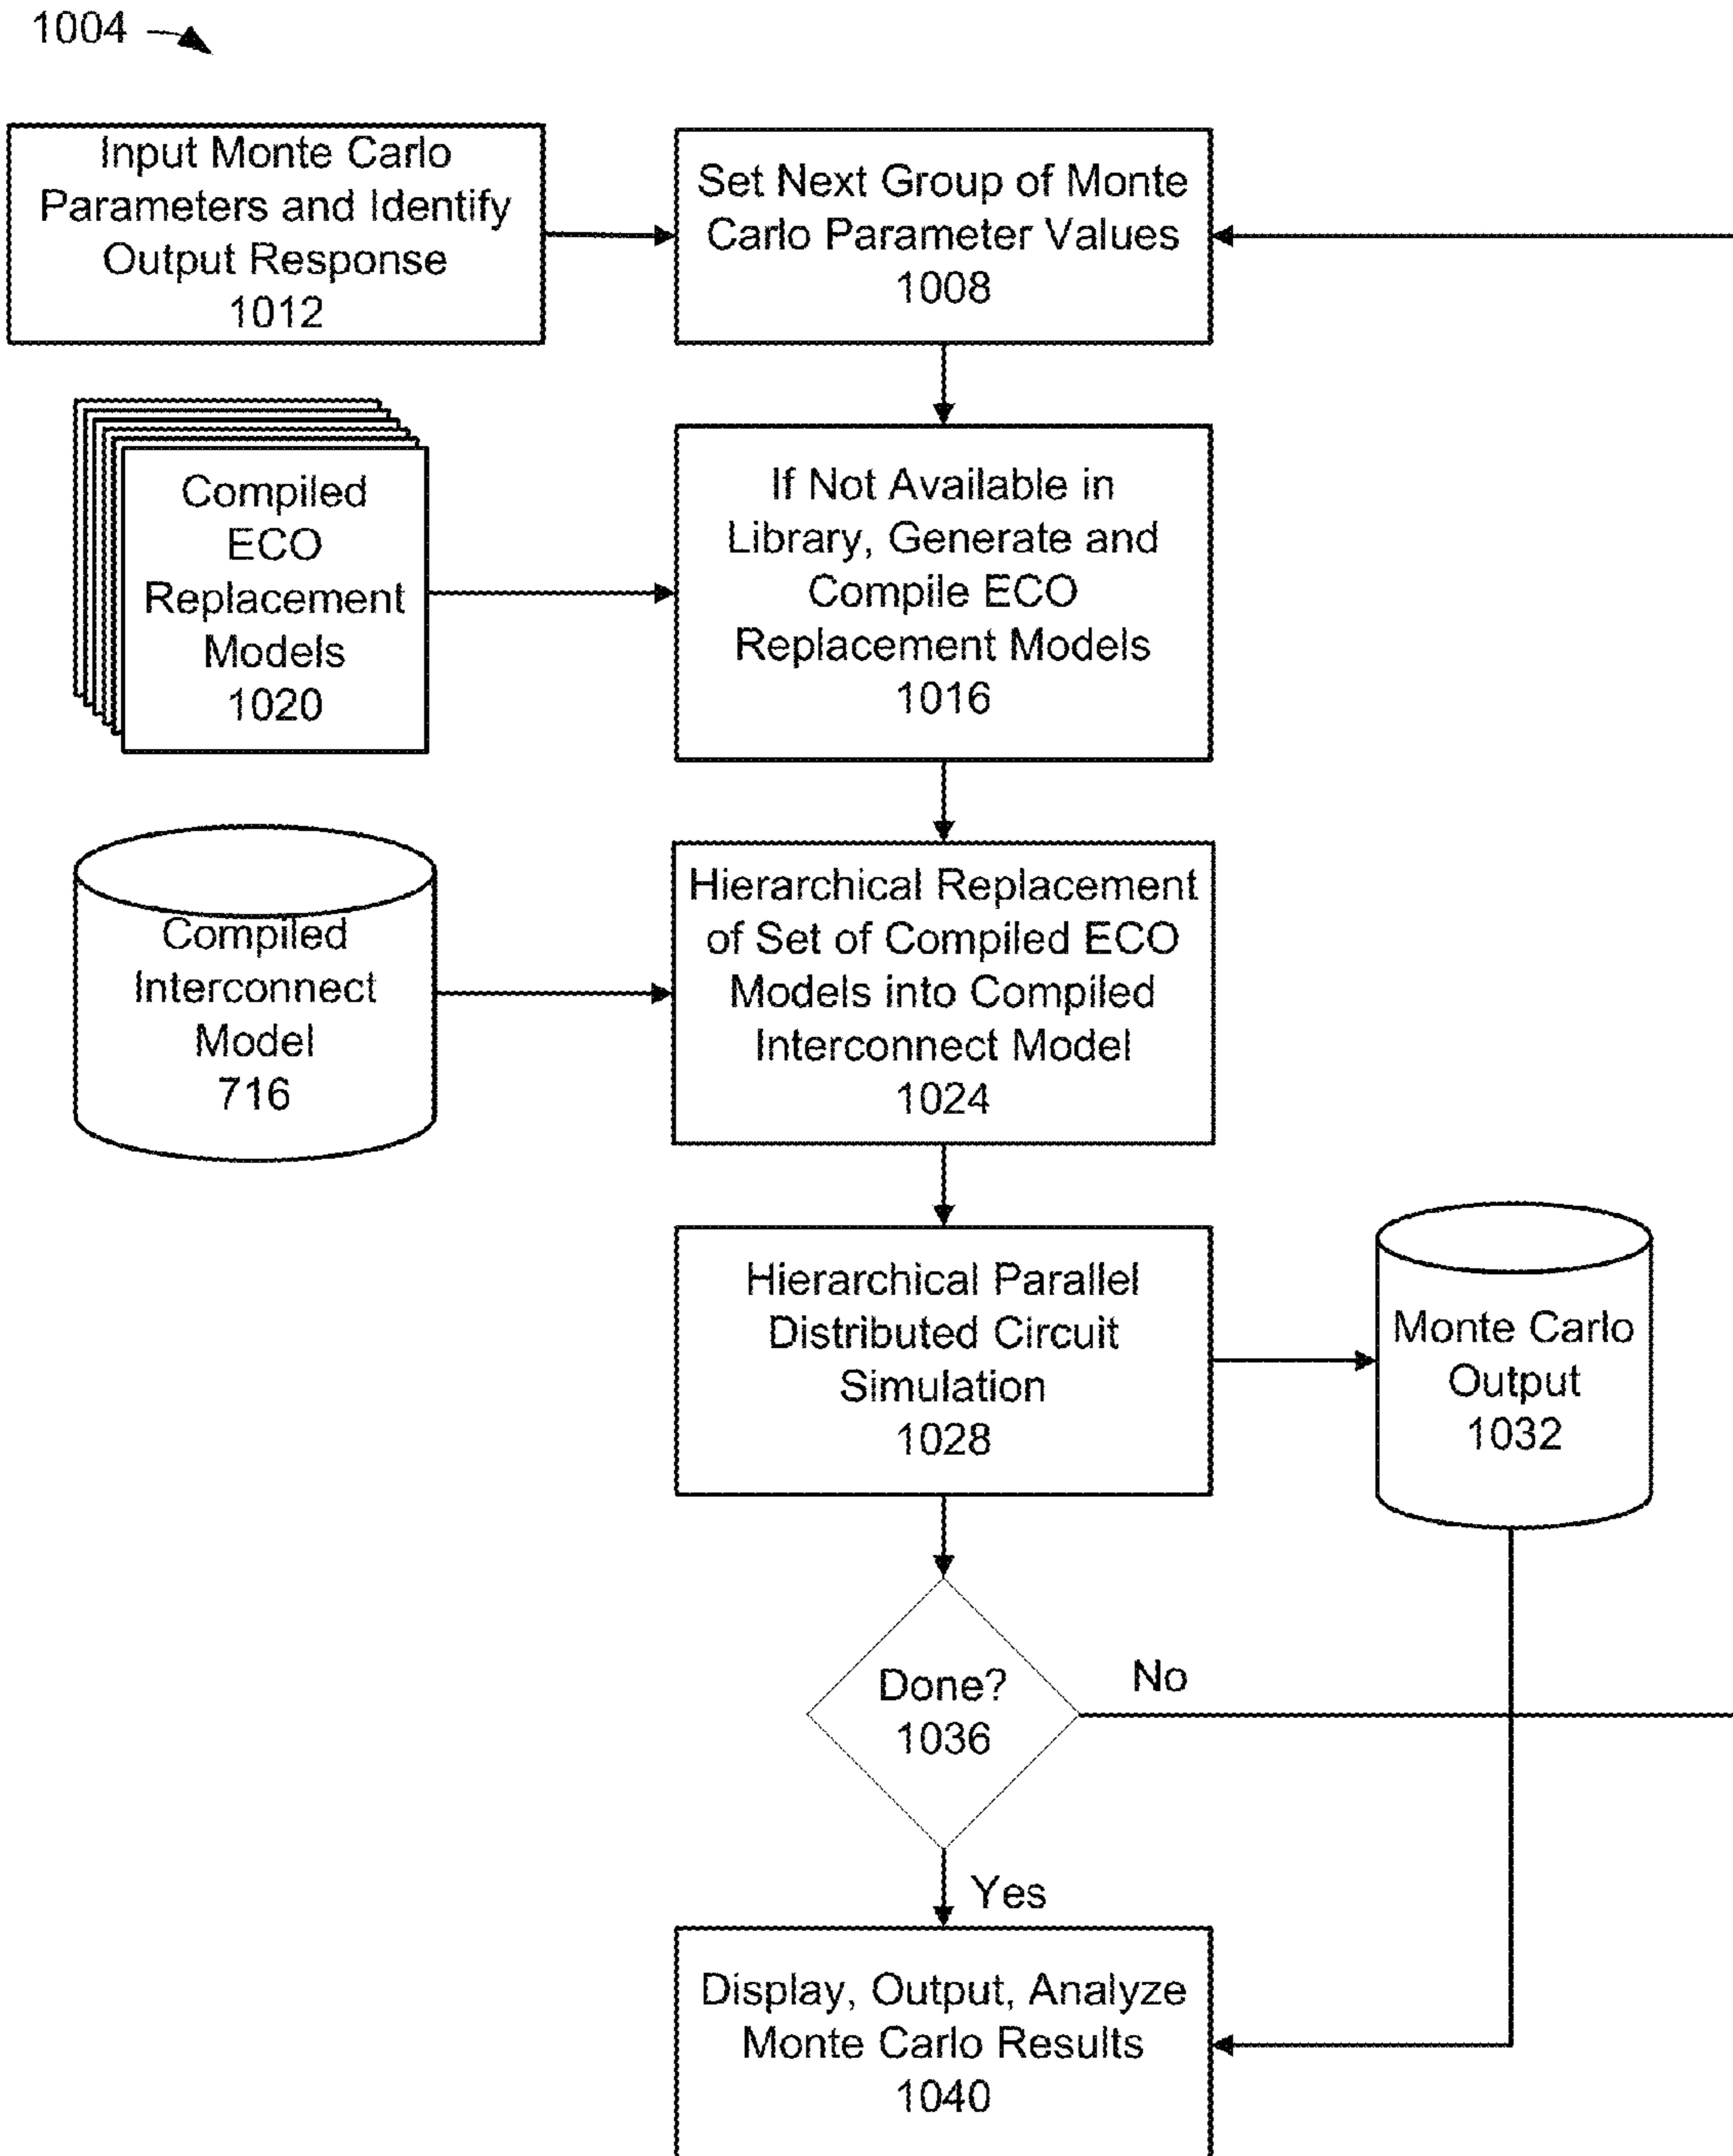 1004
Input Monte Carlo
Parameters and Identify
Output Response
1012
Set Next Group of Monte
Carlo Parameter Values
1008
Compiled
ECO
Replacement
Models
1020
If Not Available in
Library, Generate and
Compile ECO
Replacement Models
1016
Compiled
Interconnect
Model
716
Hierarchical Replacement
of Set of Compiled ECO
Models into Compiled
Interconnect Model
1024
Hierarchical Parallel
Distributed Circuit
Simulation
1028
Monte Carlo
Output
1032
Done?
1036
No
Yes
Display, Output, Analyze
Monte Carlo Results
1040